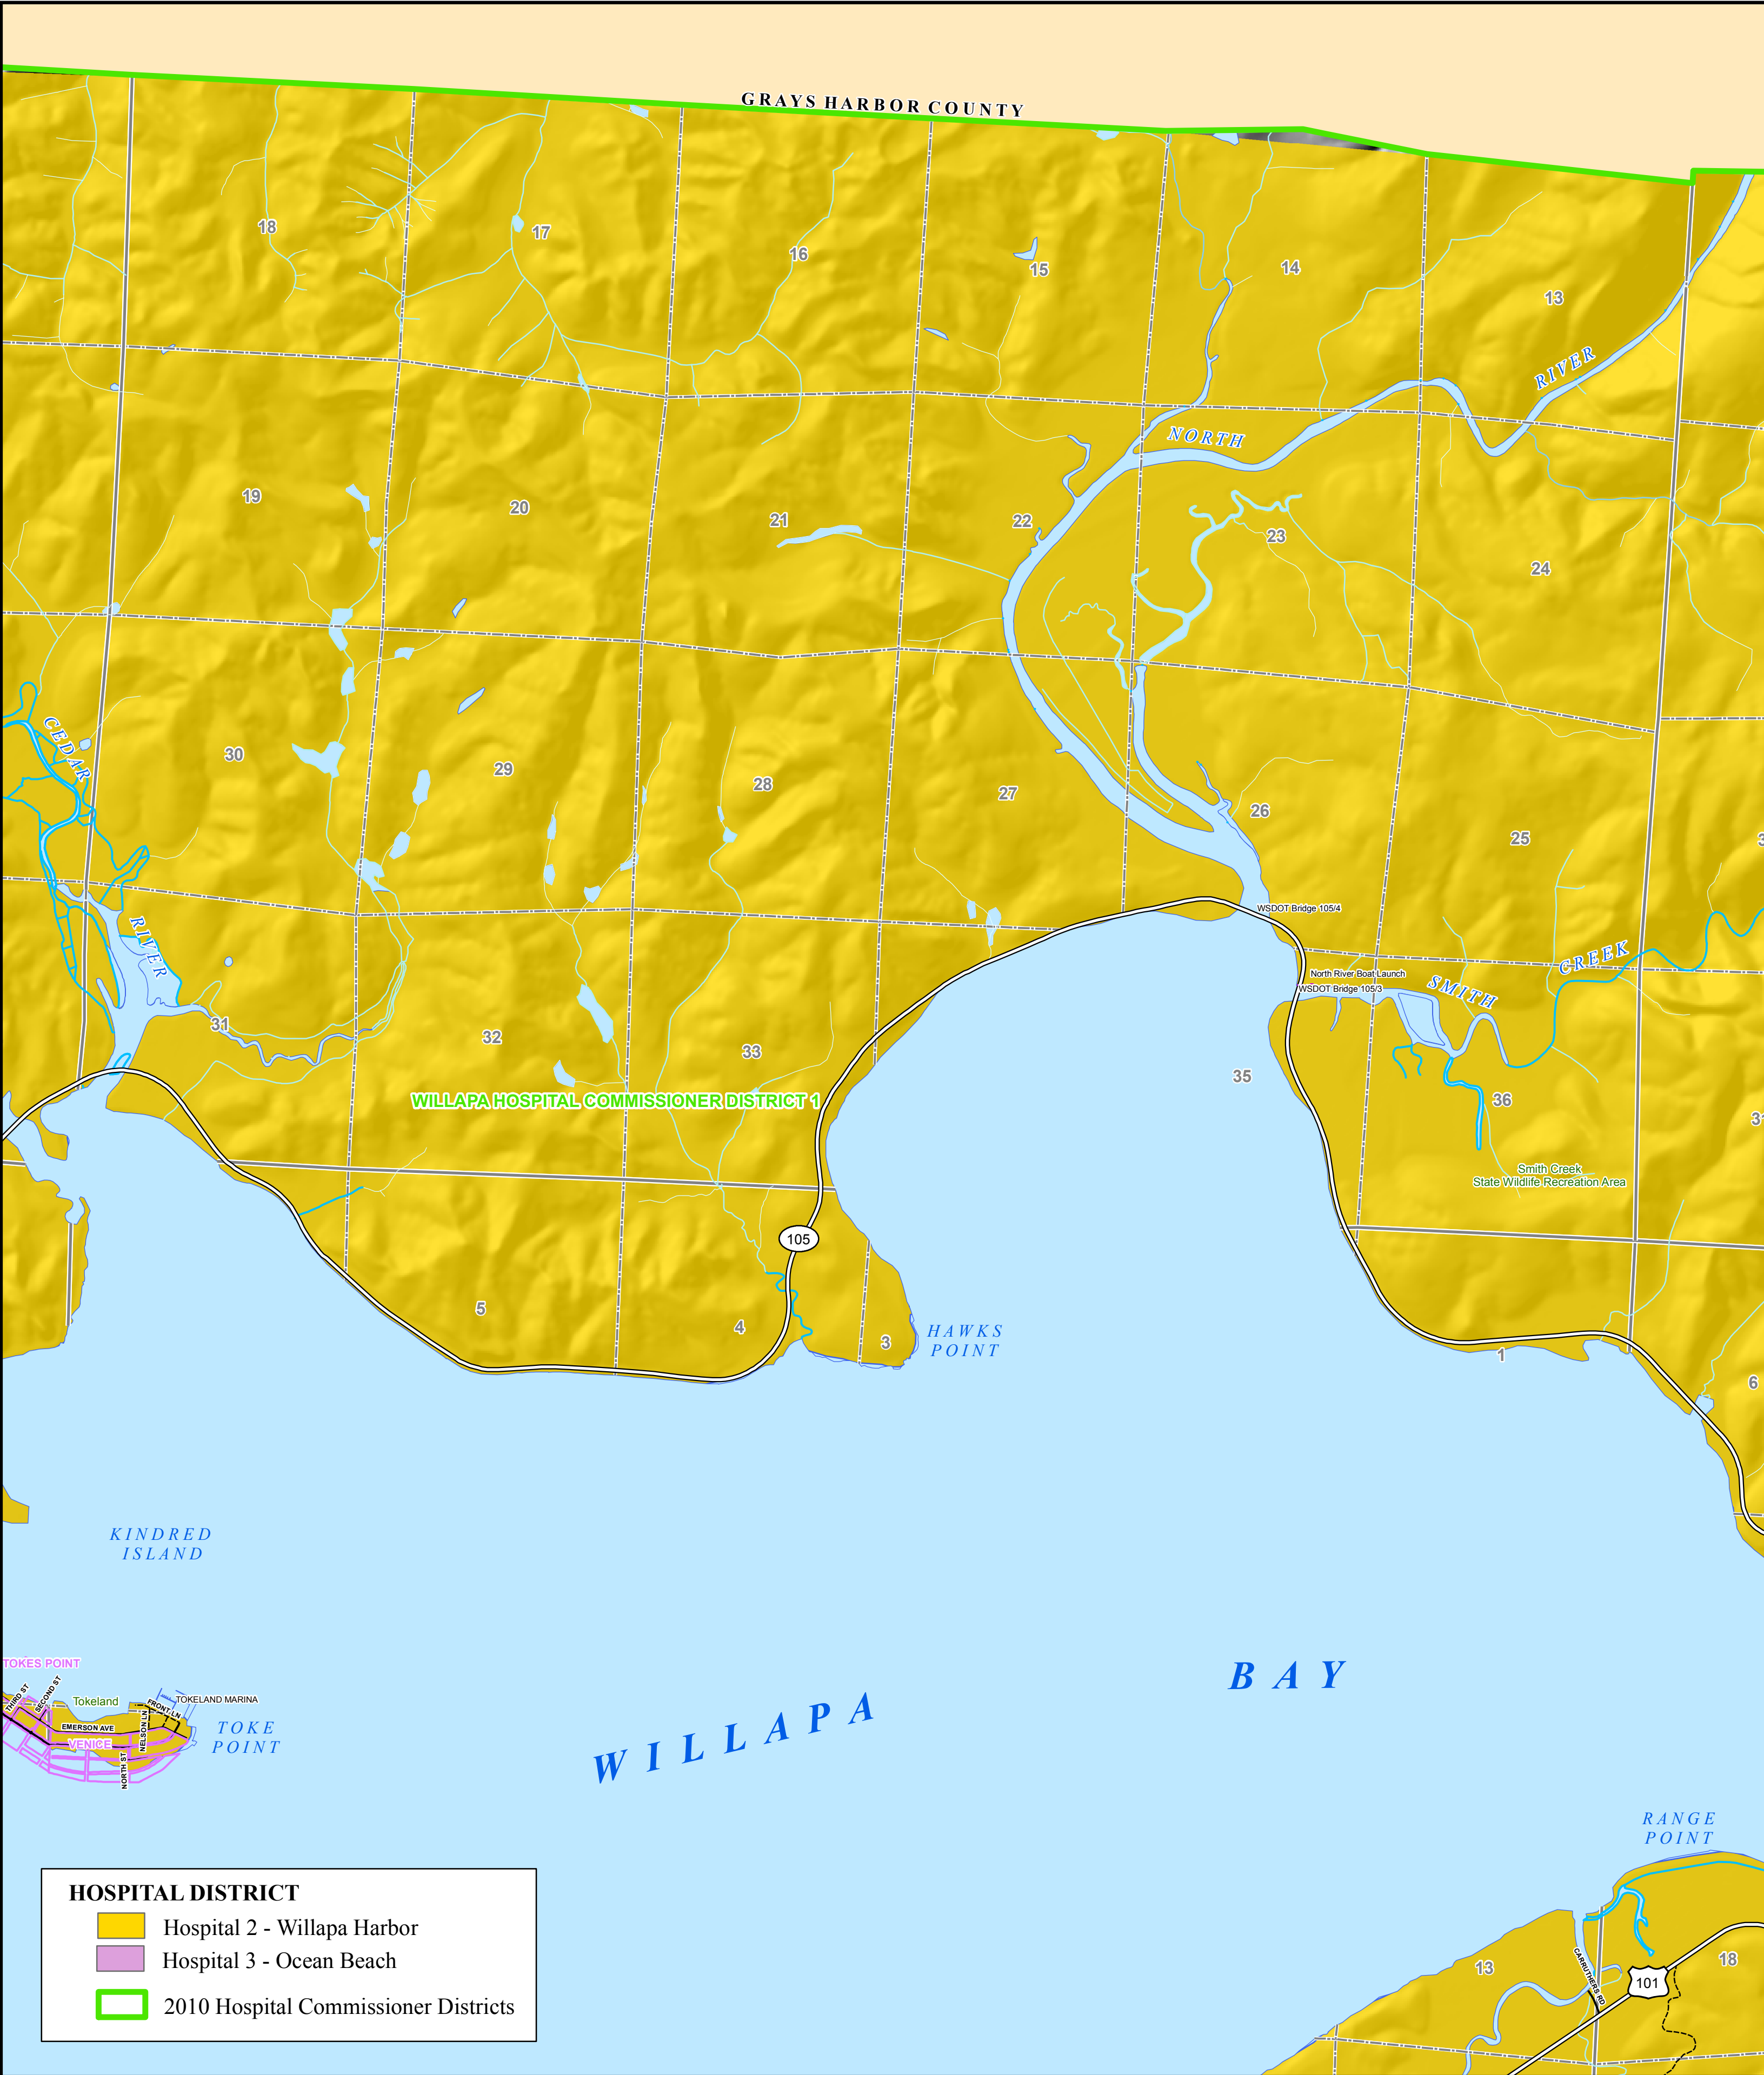 GRAYS HARBOR COUNTY
18
17
16
15
14
13
RIVER
NORTH
19
20
21
22
23
24
CEDAR
30
29
28
27
26
25
RIVER
WSDOT Bridge 105/4
North River Boat Launch
WSDOT Bridge 105/3
SMITH
CREEK
31
32
33
35
36
WILLAPA HOSPITAL COMMISSIONER DISTRICT 1
Smith Creek
State Wildlife Recreation Area
105
5
4
3
HAWKS
POINT
1
6
KINDRED
ISLAND
TOKES POINT
THIRD ST
SECOND ST
Tokeland
FRONT LN
TOKELAND MARINA
EMERSON AVE
NELSON LN
VENICE
NORTH ST
TOKE
POINT
WILLAPA
BAY
RANGE
POINT
13
CARRUTHERS RD
101
18
HOSPITAL DISTRICT
Hospital 2 - Willapa Harbor
Hospital 3 - Ocean Beach
2010 Hospital Commissioner Districts